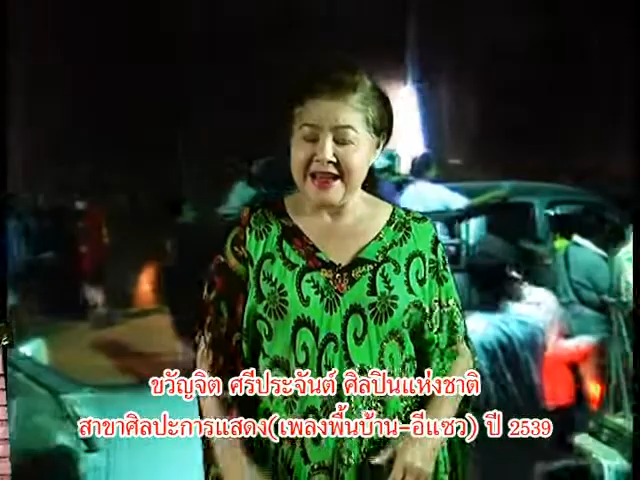 ขวัญจิต ศรีประจันต์ ศิลปินแห่งชาติ
สาขาศิลปะการแสดง(เพลงพื้นบ้าน-อีแซว) ปี 2539